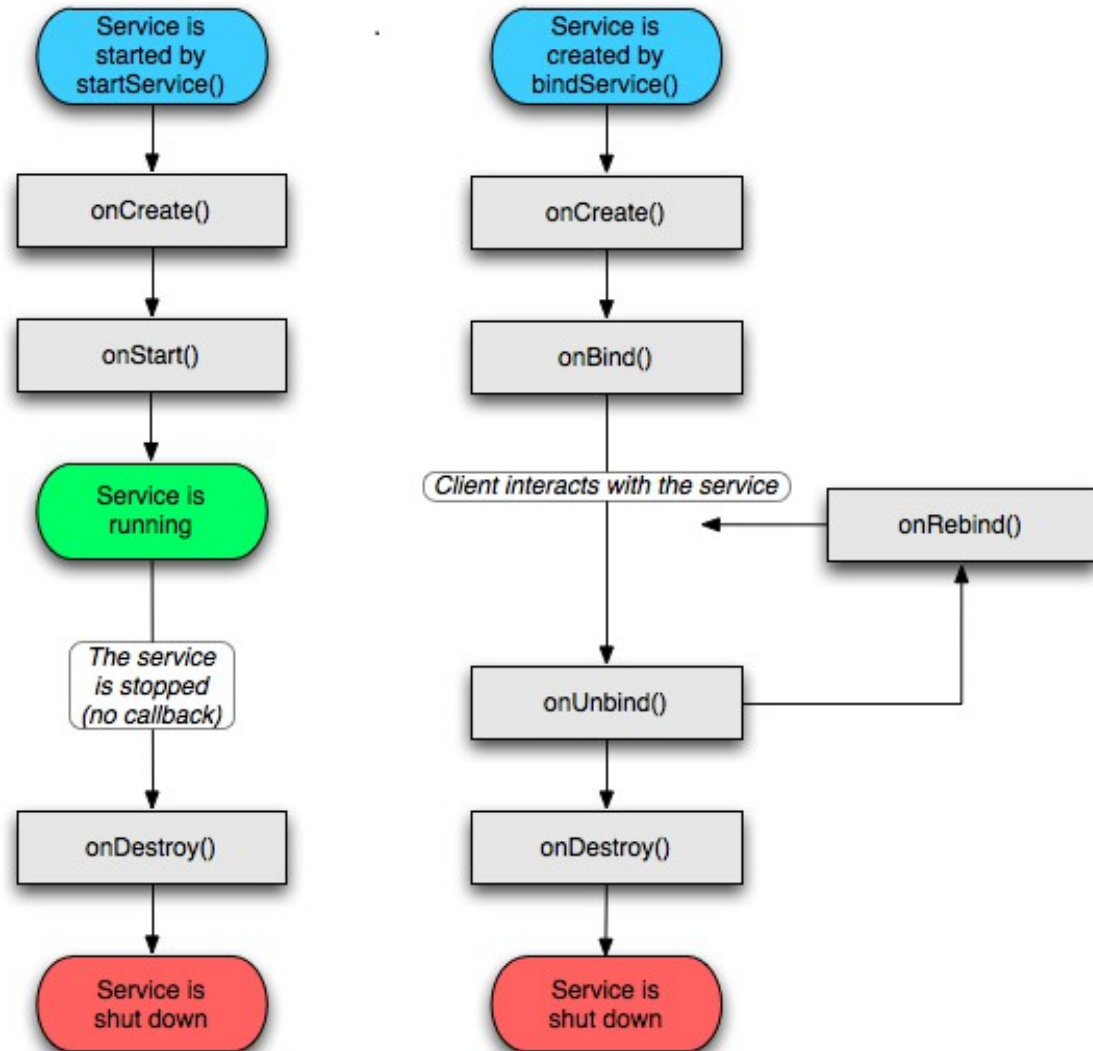 Service is
started by
startService()
onCreate()
onStart()
Service is
running
The service
is stopped
(no callback)
onDestroy()
Service is
shut down
Service is
created by
bindService()
onCreate()
onBind()
Client interacts with the service
onRebind()
onUnbind()
onDestroy()
Service is
shut down